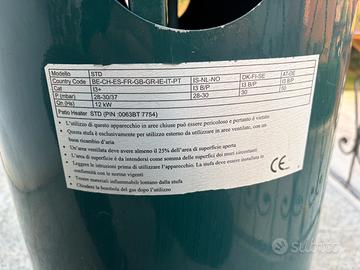 Modello STD
Country Code BE-CH-ES-FR-GB-GR-IE-IT-PT IS-NL-NO DK-FI-SE AT-DE
Cat I3+ I3 B/P I3 B/P I3 B/P
P (mbar) 28-30/37 28-30 30 50
Qn (Hs) 12 kW
Patio Heater STD (PIN :0063BT 7754)
• L'utilizzo di questo apparecchio in aree chiuse può essere pericoloso e pertanto è vietato
• Questa stufa è esclusivamente per uso esterno da utilizzare in aree ventilate, con un
buon ricambio d'aria
• Un'area ventilata deve avere almeno il 25% dell'area di superficie aperta
• L'area di superficie è da intendersi come somma delle superfici dei muri circostanti
• Leggere le istruzioni prima di utilizzare l'apparecchio. La stufa deve essere installata in
conformità con le norme vigenti
• Tenere materiali infiammabili lontano dalla stufa
• Chiudere la bombola del gas dopo l'utilizzo
CE
subito